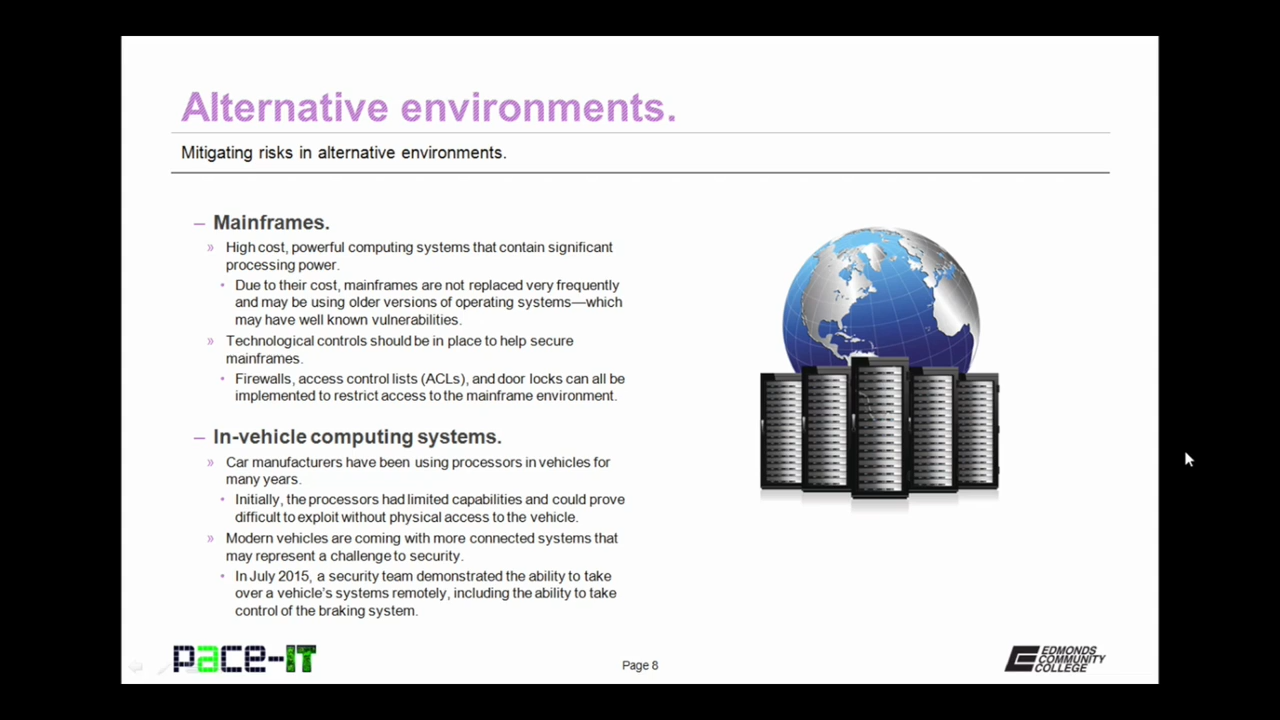 Alternative environments.
Mitigating risks in alternative environments.
– Mainframes.
» High cost, powerful computing systems that contain significant
processing power.
• Due to their cost, mainframes are not replaced very frequently
and may be using older versions of operating systems—which
may have well known vulnerabilities.
» Technological controls should be in place to help secure
mainframes.
• Firewalls, access control lists (ACLs), and door locks can all be
implemented to restrict access to the mainframe environment.
– In-vehicle computing systems.
» Car manufacturers have been using processors in vehicles for
many years.
• Initially, the processors had limited capabilities and could prove
difficult to exploit without physical access to the vehicle.
» Modern vehicles are coming with more connected systems that
may represent a challenge to security.
• In July 2015, a security team demonstrated the ability to take
over a vehicle's systems remotely, including the ability to take
control of the braking system.
pace-IT
Page 8
EDMONDS
COMMUNITY
COLLEGE